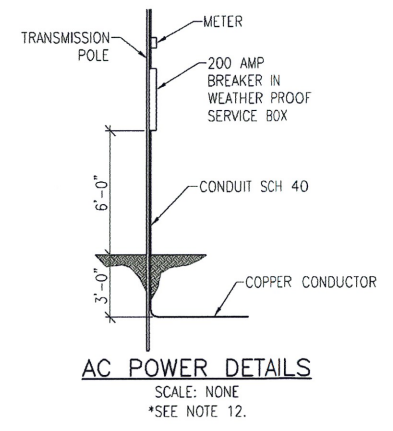 METER
TRANSMISSION
POLE
200 AMP
BREAKER IN
WEATHER PROOF
SERVICE BOX
6'-0"
CONDUIT SCH 40
3'-0"
COPPER CONDUCTOR
AC POWER DETAILS
SCALE: NONE
*SEE NOTE 12.